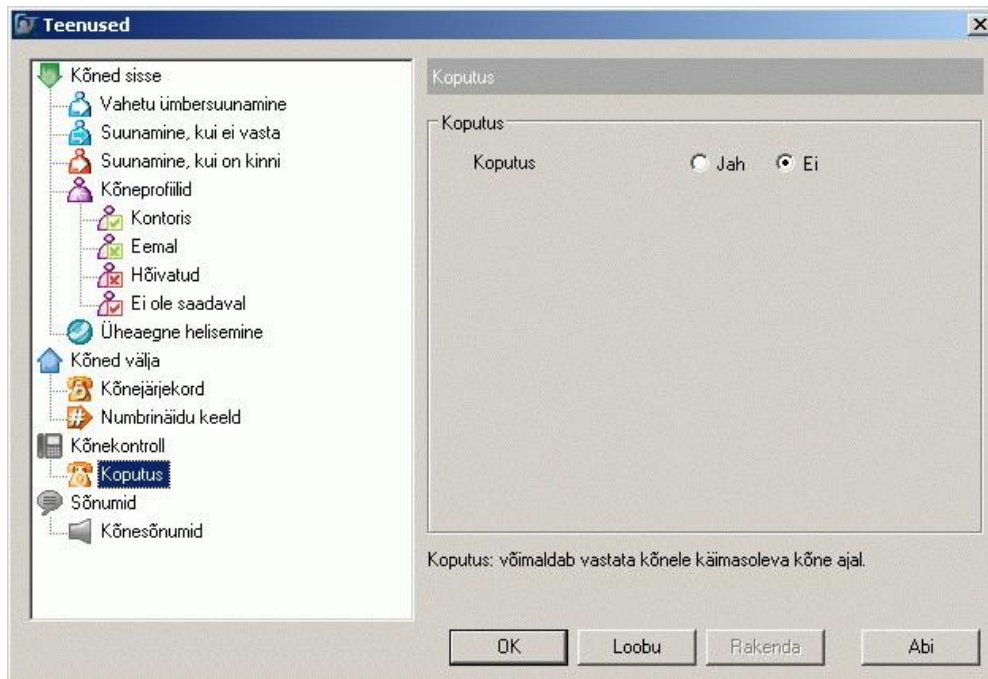 Teenused
Kõned sisse
Vahetu ümbersuunamine
Suunamine, kui ei vasta
Suunamine, kui on kinni
Kõneprofiilid
Kontoris
Eemal
Hõivatud
Ei ole saadaval
Üheaegne helisemine
Kõned välja
Kõnejärjekord
Numbrinäidu keeld
Kõnekontroll
Koputus
Sõnumid
Kõnesõnumid
Koputus
Koputus
Koputus Jah Ei
Koputus: võimaldab vastata kõnele käimasoleva kõne ajal.
OK Loobu Rakenda Abi